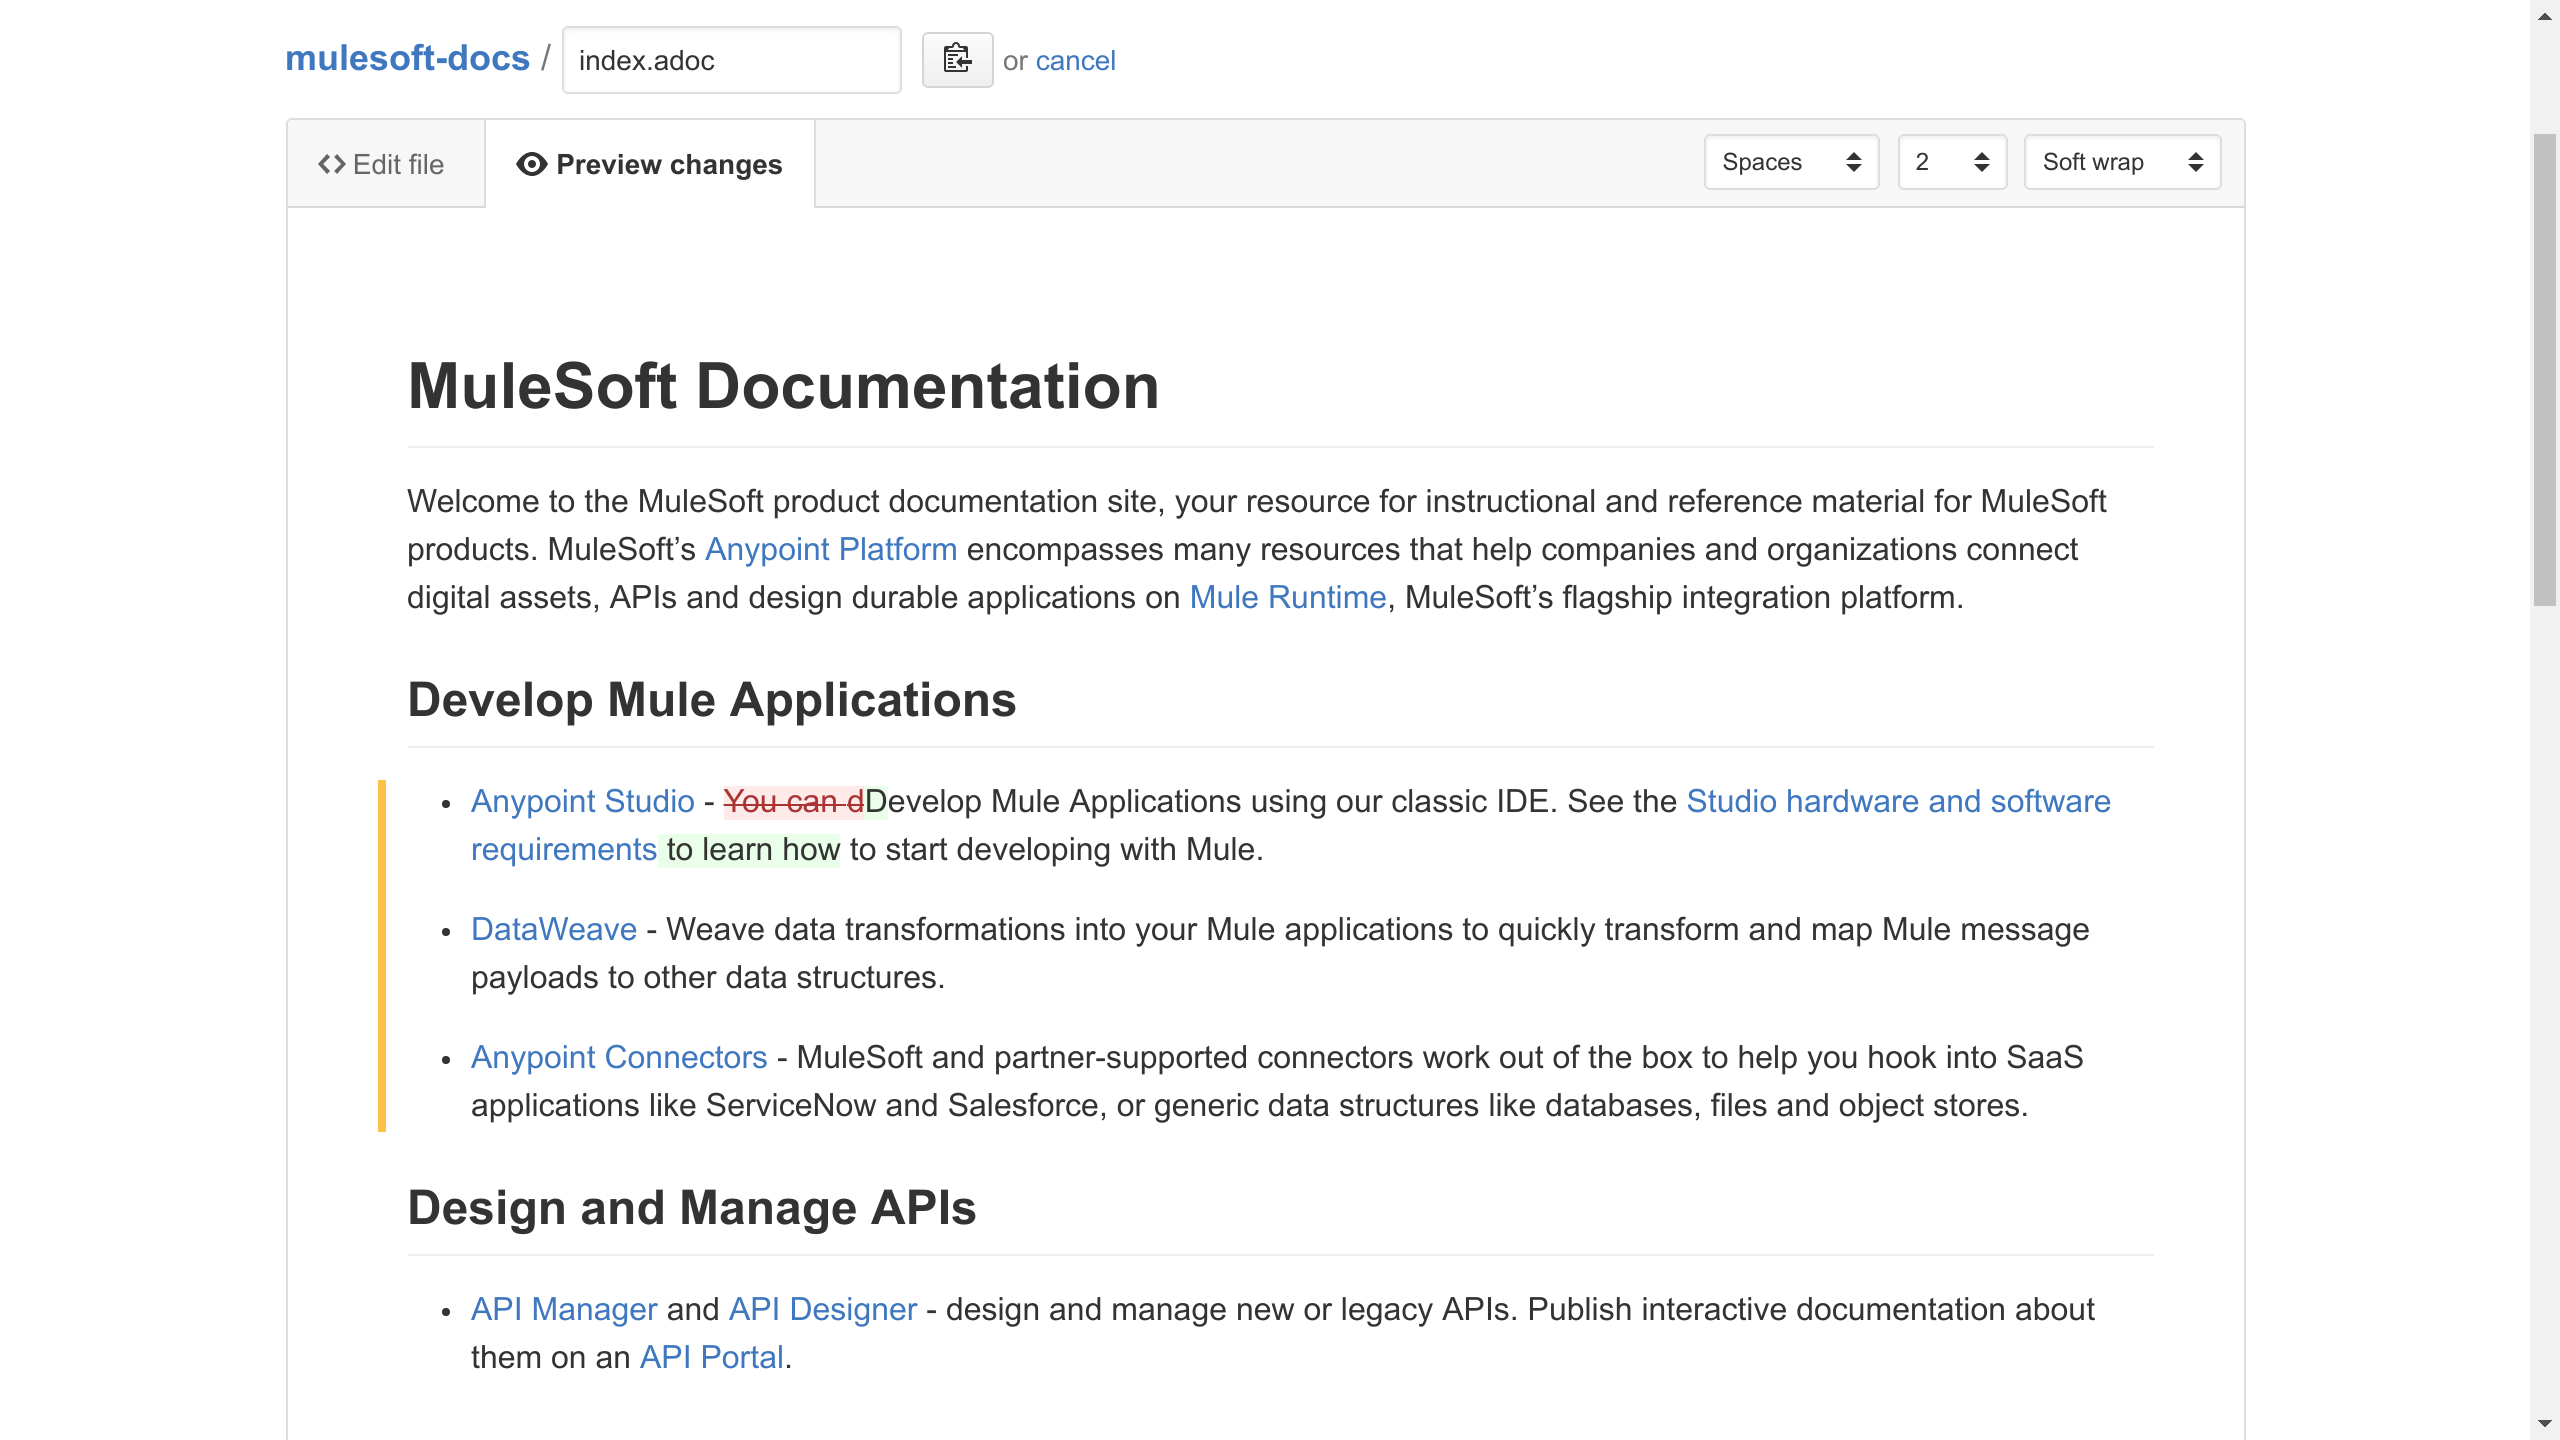 mulesoft-docs / index.adoc or cancel
Edit file Preview changes Spaces 2 Soft wrap
MuleSoft Documentation
Welcome to the MuleSoft product documentation site, your resource for instructional and reference material for MuleSoft
products. MuleSoft’s Anypoint Platform encompasses many resources that help companies and organizations connect
digital assets, APIs and design durable applications on Mule Runtime, MuleSoft’s flagship integration platform.
Develop Mule Applications
• Anypoint Studio - You can dDevelop Mule Applications using our classic IDE. See the Studio hardware and software
requirements to learn how to start developing with Mule.
• DataWeave - Weave data transformations into your Mule applications to quickly transform and map Mule message
payloads to other data structures.
• Anypoint Connectors - MuleSoft and partner-supported connectors work out of the box to help you hook into SaaS
applications like ServiceNow and Salesforce, or generic data structures like databases, files and object stores.
Design and Manage APIs
• API Manager and API Designer - design and manage new or legacy APIs. Publish interactive documentation about
them on an API Portal.